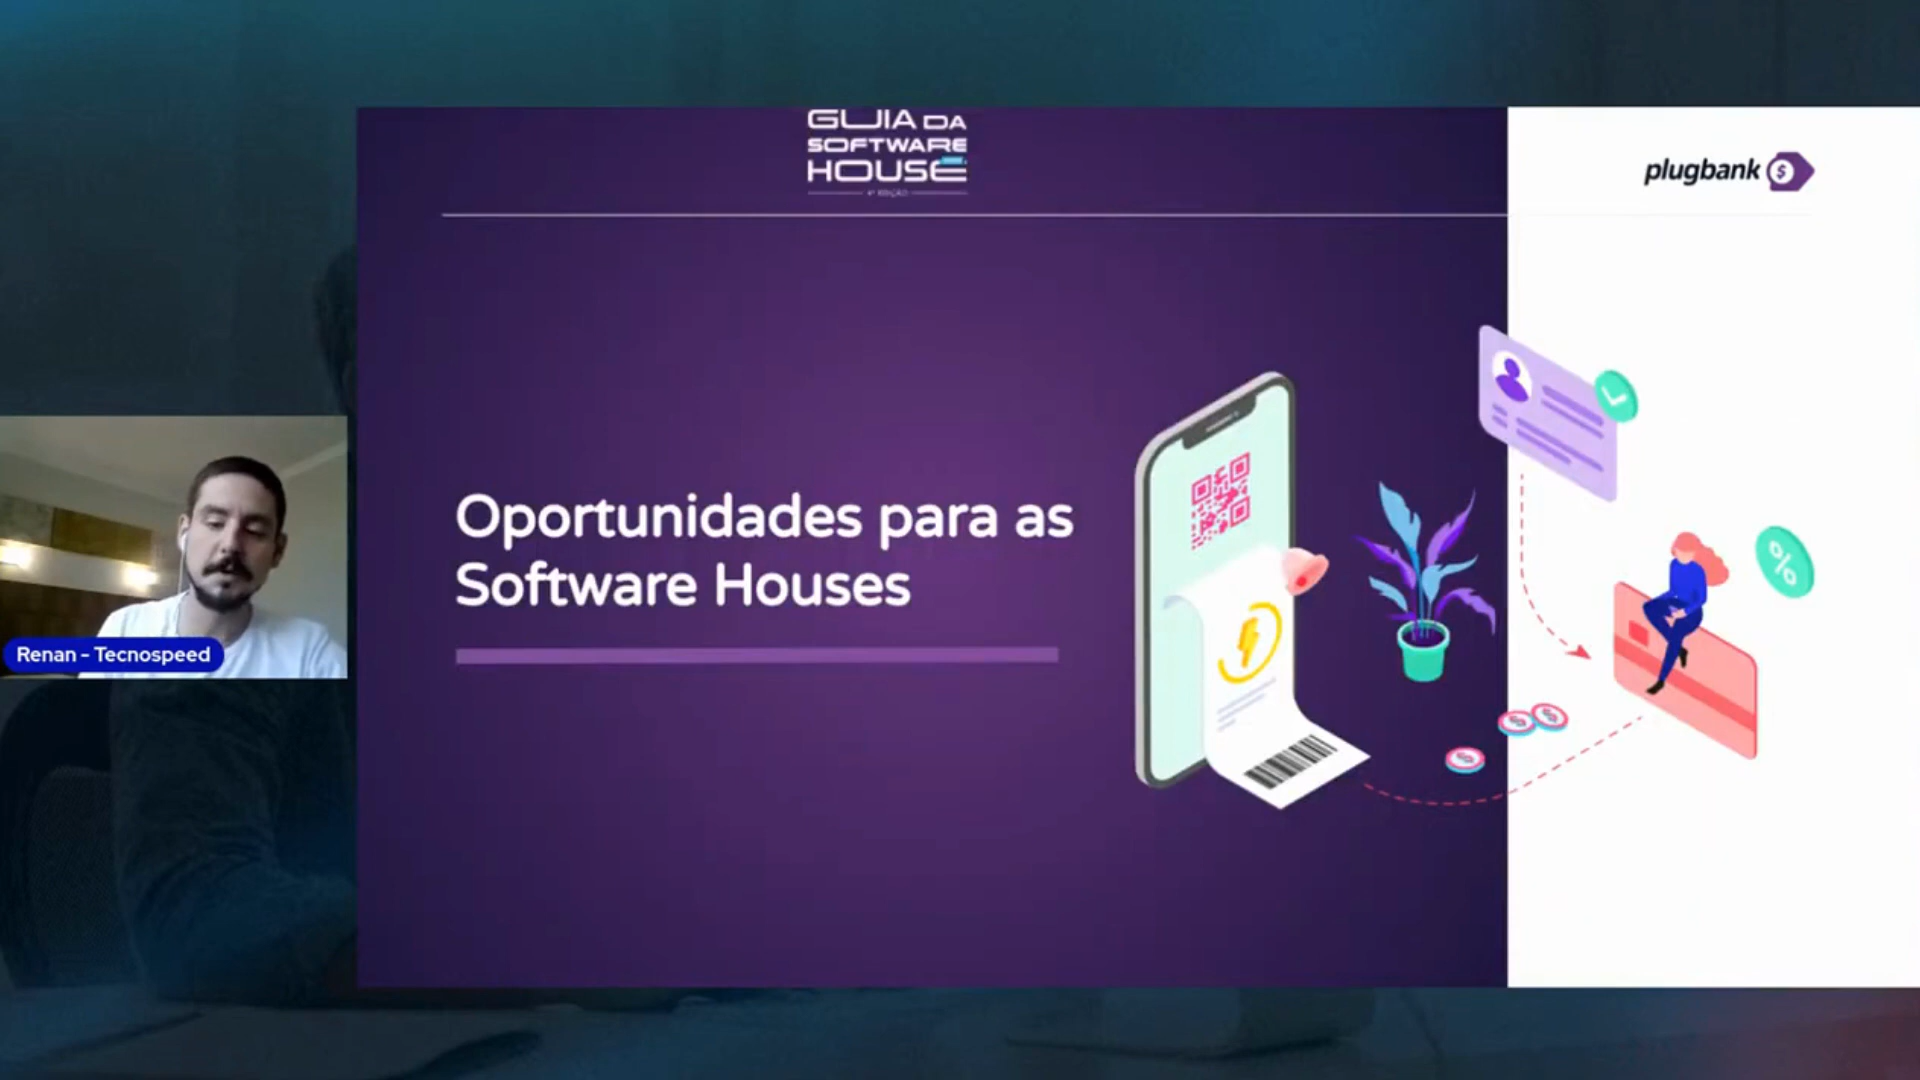 GUIA DA
SOFTWARE
HOUSE
plugbank
Oportunidades para as
Software Houses
Renan - Tecnospeed